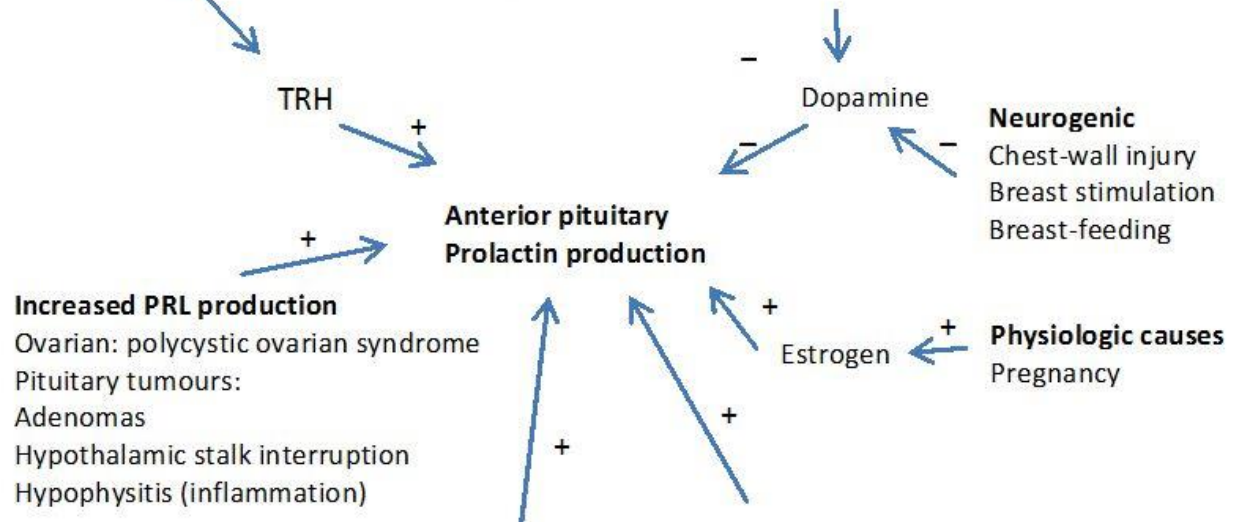 –
TRH
Dopamine
+
–
–
Neurogenic
Chest-wall injury
Breast stimulation
Breast-feeding
Anterior pituitary
Prolactin production
+
Increased PRL production
Ovarian: polycystic ovarian syndrome
Pituitary tumours:
Adenomas
Hypothalamic stalk interruption
Hypophysitis (inflammation)
+
Estrogen
+
Physiologic causes
Pregnancy
+
+